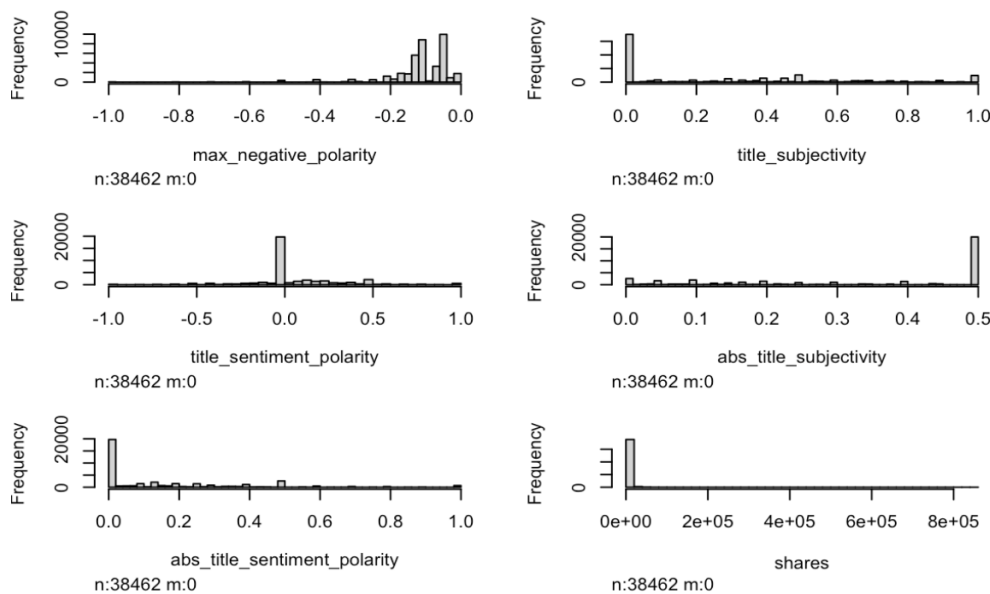 Frequency
0 10000
-1.0 -0.8 -0.6 -0.4 -0.2 0.0
max_negative_polarity
n:38462 m:0
Frequency
0
0.0 0.2 0.4 0.6 0.8 1.0
title_subjectivity
n:38462 m:0
Frequency
0 20000
-1.0 -0.5 0.0 0.5 1.0
title_sentiment_polarity
n:38462 m:0
Frequency
0 20000
0.0 0.1 0.2 0.3 0.4 0.5
abs_title_subjectivity
n:38462 m:0
Frequency
0 20000
0.0 0.2 0.4 0.6 0.8 1.0
abs_title_sentiment_polarity
n:38462 m:0
Frequency
0
0e+00 2e+05 4e+05 6e+05 8e+05
shares
n:38462 m:0